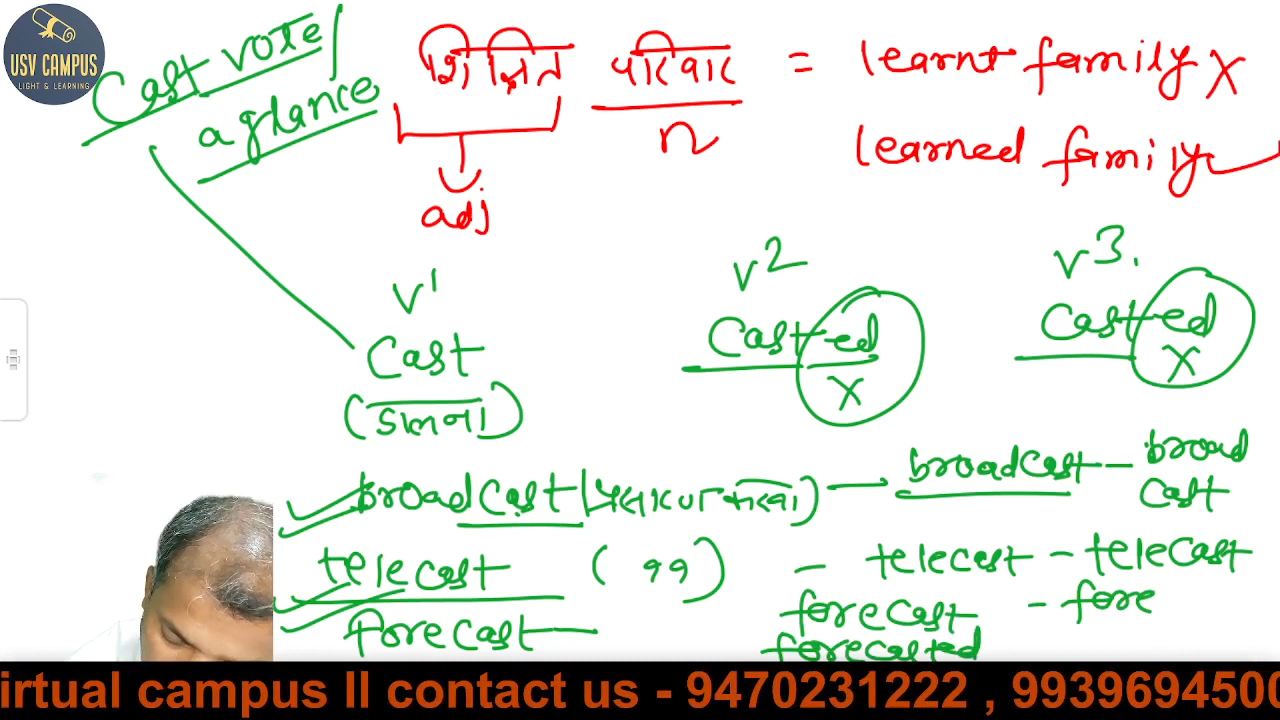 USV CAMPUS
LIGHT & LEARNING
Cast vote/
a glance
शिक्षित परिवार = learnt family X
adj n
learned family ✓
V1 V2 V3.
Cast Casted Casted
(डालना) X X
broadcast (प्रसारण करना) — broadcast — broad
cast
telecast ( ,, ) — telecast — telecast
forecast — forecast — fore
forecasted
irtual campus II contact us - 9470231222 , 9939694500